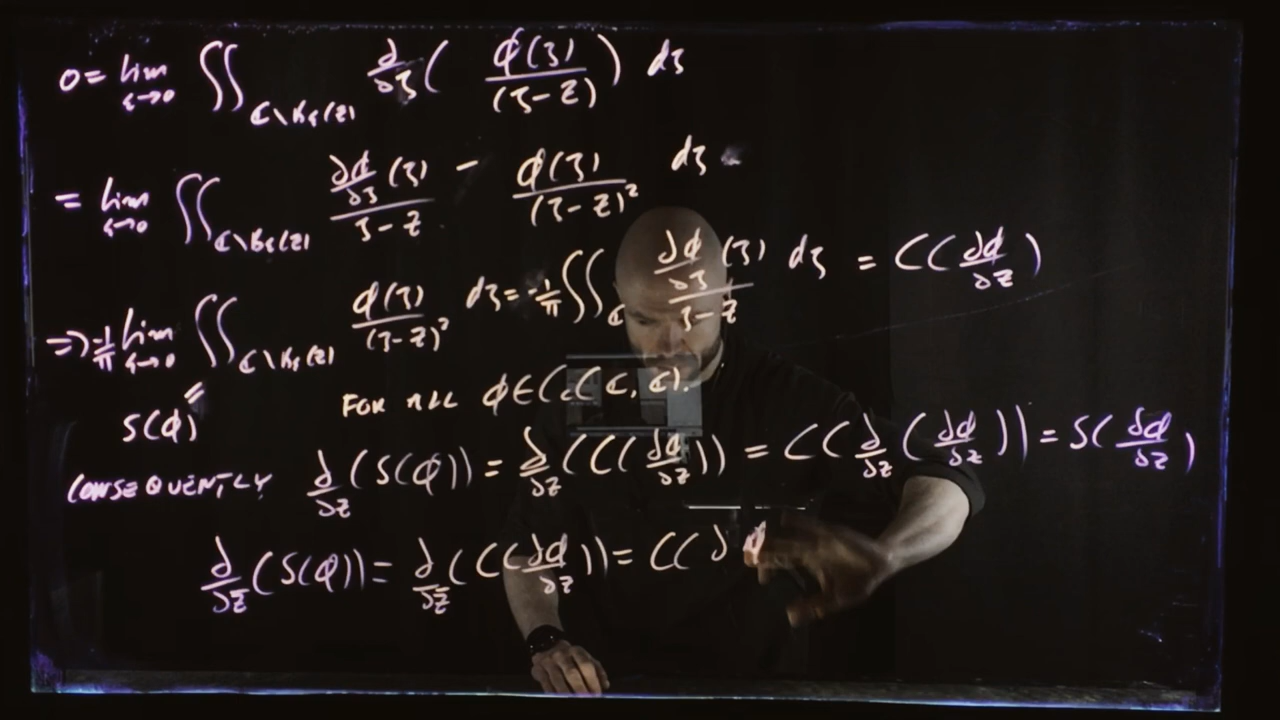 0 = lim_{ε→0} ∬_{ℂ\B_ε(z)} ∂/∂ζ ( ϕ(ζ)/(ζ-z) ) dζ
= lim_{ε→0} ∬_{ℂ\B_ε(z)} (∂ϕ/∂ζ (ζ))/(ζ-z) - ϕ(ζ)/(ζ-z)² dζ
⇒ -1/π lim_{ε→0} ∬_{ℂ\B_ε(z)} ϕ(ζ)/(ζ-z)² dζ = -1/π ∬_ℂ (∂ϕ/∂ζ (ζ))/(ζ-z) dζ = C(∂ϕ/∂z)
=
S(ϕ) FOR ALL ϕ∈C_c(ℂ,ℂ).
CONSEQUENTLY ∂/∂z (S(ϕ)) = ∂/∂z (C(∂ϕ/∂z)) = C(∂/∂z (∂ϕ/∂z)) = S(∂ϕ/∂z)
∂/∂z̄ (S(ϕ)) = ∂/∂z̄ (C(∂ϕ/∂z)) = C( ∂ ϕ